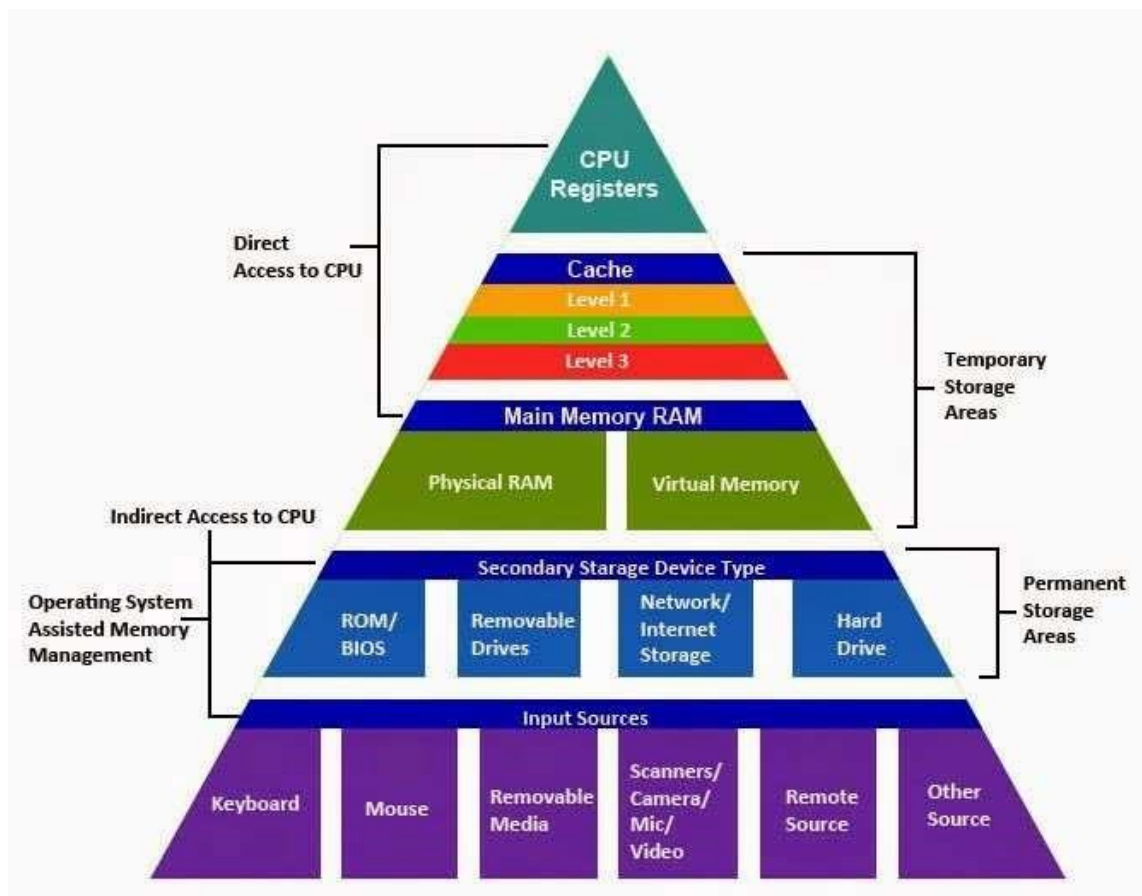 CPU
Registers
Direct
Access to CPU
Cache
Level 1
Level 2
Level 3
Temporary
Storage
Areas
Main Memory RAM
Physical RAM
Virtual Memory
Indirect Access to CPU
Operating System
Assisted Memory
Management
Secondary Starage Device Type
ROM/
BIOS
Removable
Drives
Network/
Internet
Storage
Hard
Drive
Permanent
Storage
Areas
Input Sources
Keyboard
Mouse
Removable
Media
Scanners/
Camera/
Mic/
Video
Remote
Source
Other
Source